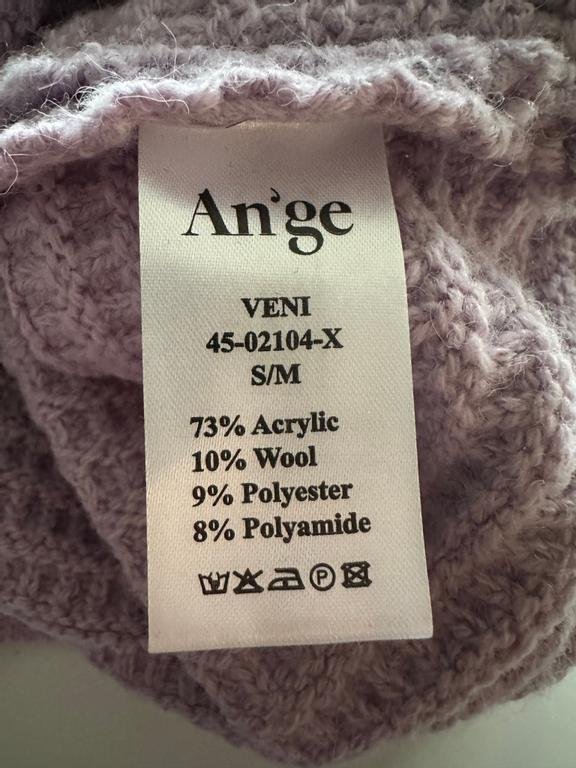 An'ge
VENI
45-02104-X
S/M
73% Acrylic
10% Wool
9% Polyester
8% Polyamide
P